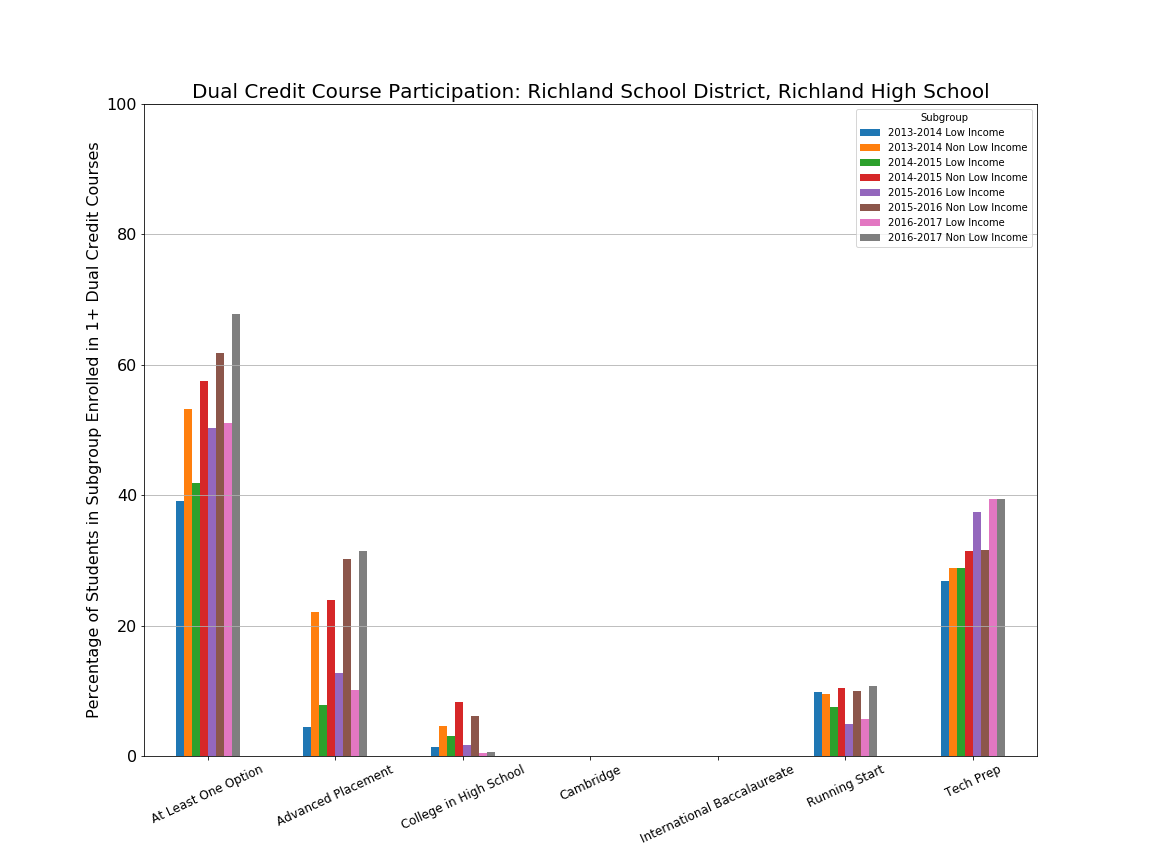 Dual Credit Course Participation: Richland School District, Richland High School
Percentage of Students in Subgroup Enrolled in 1+ Dual Credit Courses
100
80
60
40
20
0
Subgroup
2013-2014 Low Income
2013-2014 Non Low Income
2014-2015 Low Income
2014-2015 Non Low Income
2015-2016 Low Income
2015-2016 Non Low Income
2016-2017 Low Income
2016-2017 Non Low Income
At Least One Option
Advanced Placement
College in High School
Cambridge
International Baccalaureate
Running Start
Tech Prep